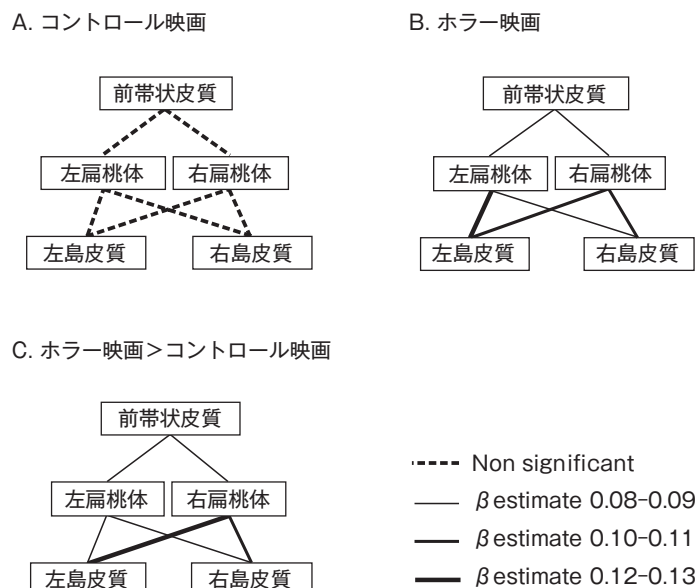 A. コントロール映画
前帯状皮質
左扁桃体 右扁桃体
左島皮質 右島皮質
B. ホラー映画
前帯状皮質
左扁桃体 右扁桃体
左島皮質 右島皮質
C. ホラー映画＞コントロール映画
前帯状皮質
左扁桃体 右扁桃体
左島皮質 右島皮質
Non significant
β estimate 0.08-0.09
β estimate 0.10-0.11
β estimate 0.12-0.13